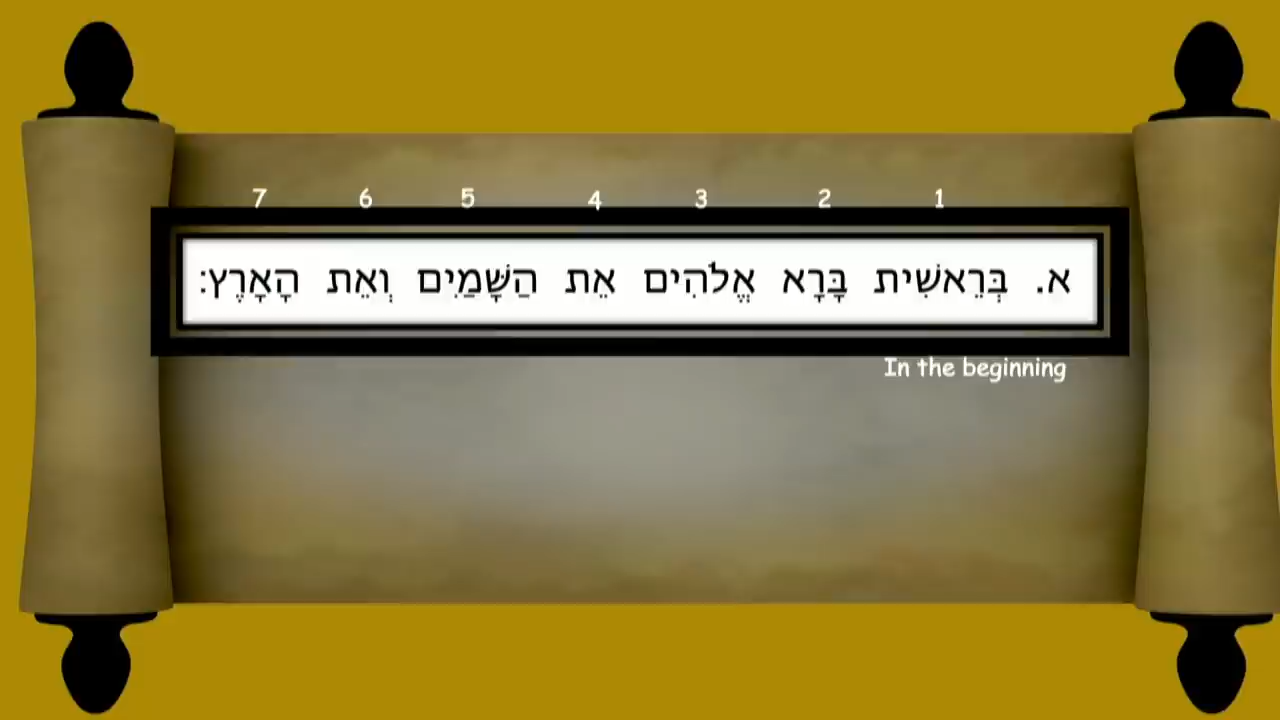 7 6 5 4 3 2 1
א. בְּרֵאשִׁית בָּרָא אֱלֹהִים אֵת הַשָּׁמַיִם וְאֵת הָאָרֶץ:
In the beginning